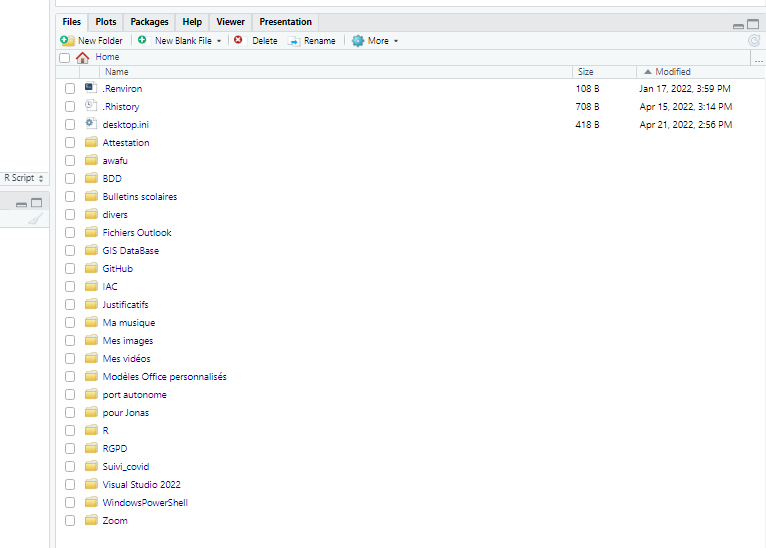 Files Plots Packages Help Viewer Presentation
New Folder New Blank File Delete Rename More
Home ...
Name Size Modified
.Renviron 108 B Jan 17, 2022, 3:59 PM
.Rhistory 708 B Apr 15, 2022, 3:14 PM
desktop.ini 418 B Apr 21, 2022, 2:56 PM
Attestation
awafu
BDD
R Script
Bulletins scolaires
divers
Fichiers Outlook
GIS DataBase
GitHub
IAC
Justificatifs
Ma musique
Mes images
Mes vidéos
Modèles Office personnalisés
port autonome
pour Jonas
R
RGPD
Suivi_covid
Visual Studio 2022
WindowsPowerShell
Zoom